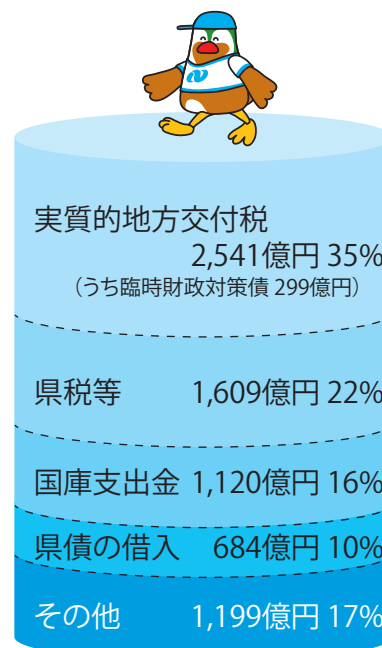 実質的地方交付税
2,541億円 35%
（うち臨時財政対策債 299億円）
県税等 1,609億円 22%
国庫支出金 1,120億円 16%
県債の借入 684億円 10%
その他 1,199億円 17%